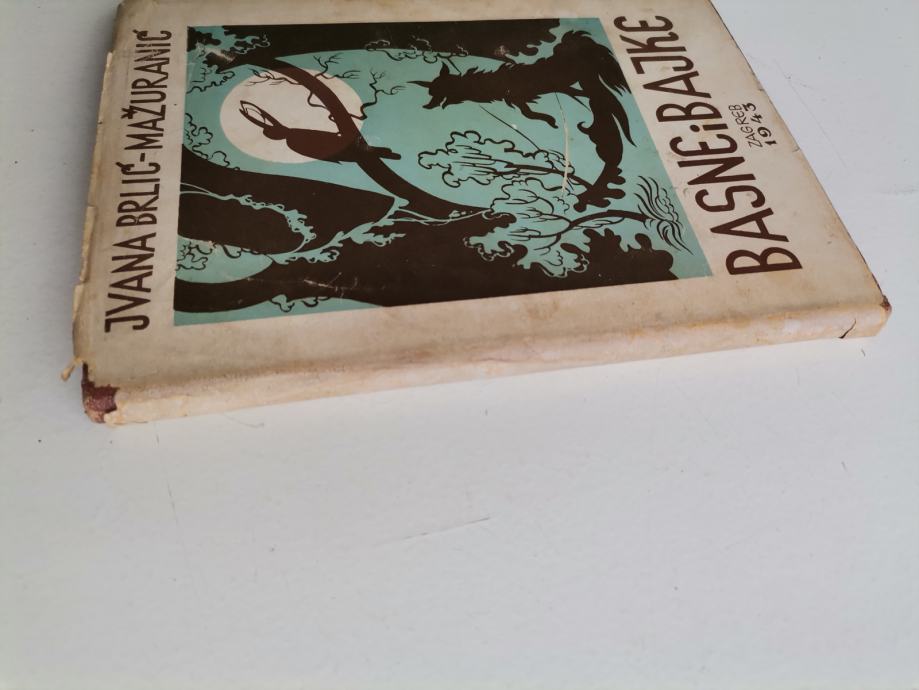 JVANA BRLIĆ-MAŽURANIĆ
BASNE i BAJKE
ZAGREB
1943